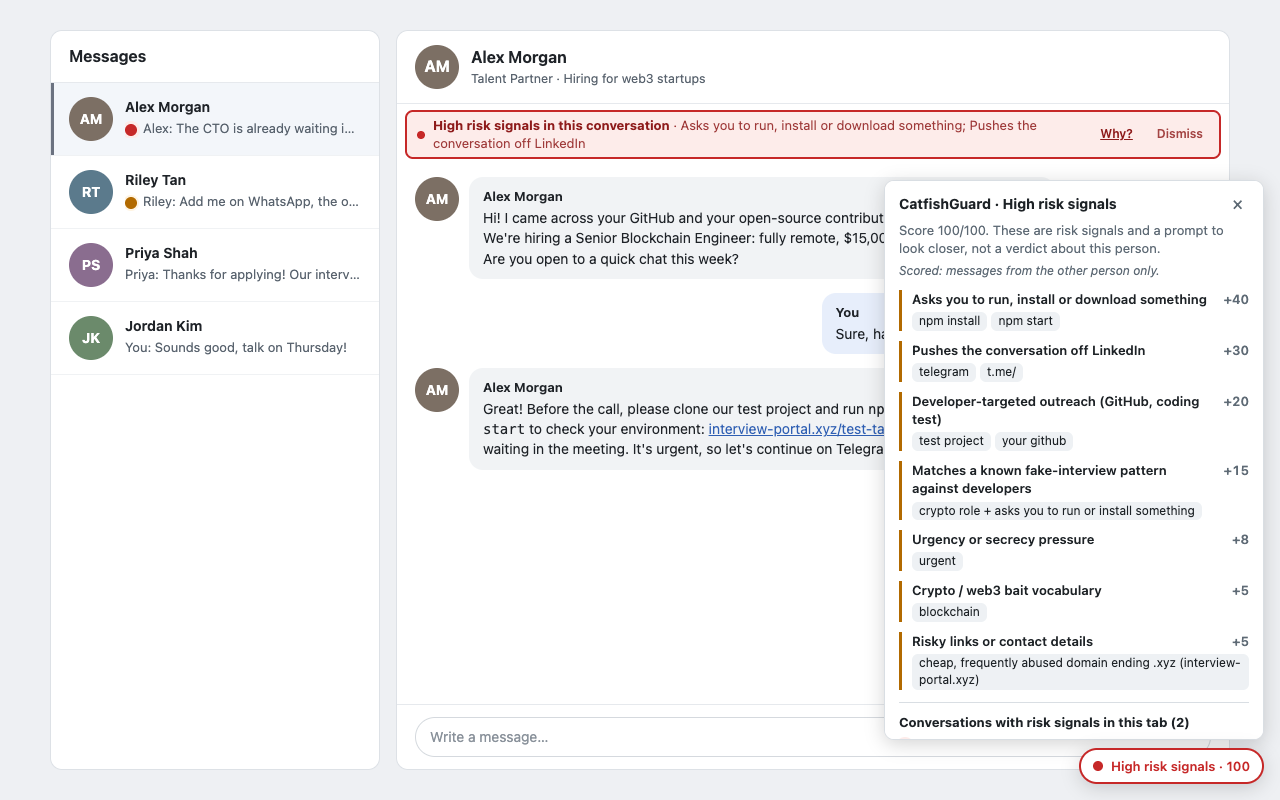 Messages
AM
Alex Morgan
Alex: The CTO is already waiting i…
RT
Riley Tan
Riley: Add me on WhatsApp, the o…
PS
Priya Shah
Priya: Thanks for applying! Our interv…
JK
Jordan Kim
You: Sounds good, talk on Thursday!
AM
Alex Morgan
Talent Partner · Hiring for web3 startups
High risk signals in this conversation · Asks you to run, install or download something; Pushes the
conversation off LinkedIn
Why?
Dismiss
AM
Alex Morgan
Hi! I came across your GitHub and your open-source
We're hiring a Senior Blockchain Engineer: fully remote,
Are you open to a quick chat this week?
You
Sure,
AM
Alex Morgan
Great! Before the call, please clone our test project and run
start to check your environment: interview-portal.xyz/
waiting in the meeting. It's urgent, so let's continue on
Write a message…
CatfishGuard · High risk signals
×
Score 100/100. These are risk signals and a prompt to
look closer, not a verdict about this person.
Scored: messages from the other person only.
Asks you to run, install or download something +40
npm install npm start
Pushes the conversation off LinkedIn +30
telegram t.me/
Developer-targeted outreach (GitHub, coding +20
test)
test project your github
Matches a known fake-interview pattern +15
against developers
crypto role + asks you to run or install something
Urgency or secrecy pressure +8
urgent
Crypto / web3 bait vocabulary +5
blockchain
Risky links or contact details +5
cheap, frequently abused domain ending .xyz (interview-
portal.xyz)
Conversations with risk signals in this tab (2)
High risk signals · 100